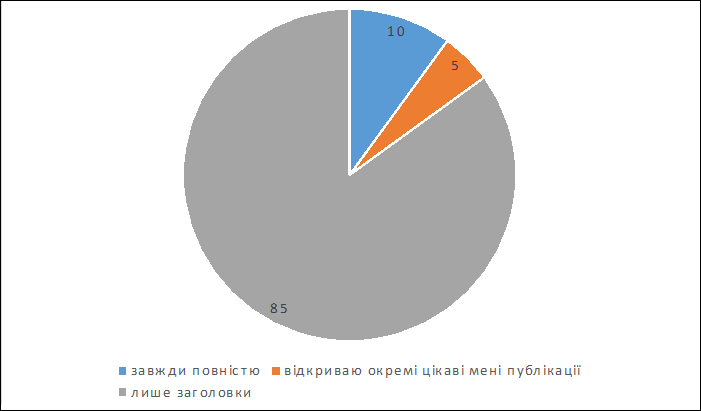 10
5
85
завжди повністю відкриваю окремі цікаві мені публікації
лише заголовки